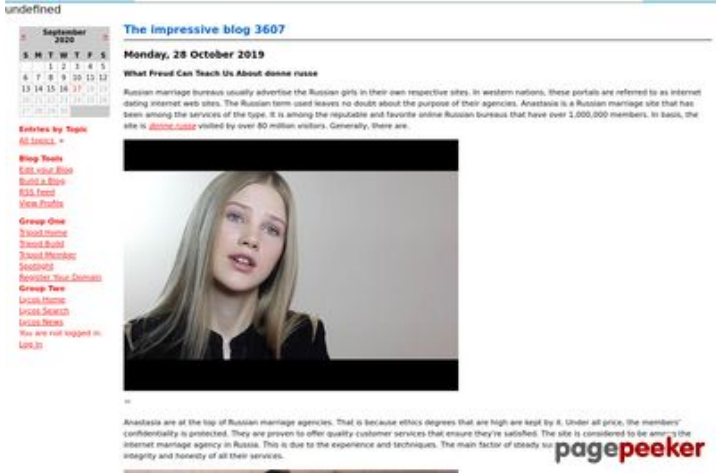 undefined
September
2020
S M T W T F S
1 2 3 4 5
6 7 8 9 10 11 12
13 14 15 16 17 18 19
20 21 22 23 24 25 26
27 28 29 30
Entries by Topic
All topics
Blog Tools
Edit your Blog
Build a Blog
RSS Feed
View Profile
Group One
Tripod Home
Tripod Build
Tripod Member
Spotlight
Register Your Domain
Group Two
Lycos Home
Lycos Search
Lycos News
You are not logged in.
Log in
The impressive blog 3607
Monday, 28 October 2019
What Freud Can Teach Us About donne russe
Russian marriage bureaus usually advertise the Russian girls in their own respective sites. In western nations, these portals are referred to as internet
dating internet web sites. The Russian term used leaves no doubt about the purpose of their agencies. Anastasia is a Russian marriage site that has
been among the services of the type. It is among the reputable and favorite online Russian bureaus that have over 1,000,000 members. In basis, the
site is donne russe visited by over 80 million visitors. Generally, there are.
Anastasia are at the top of Russian marriage agencies. That is because ethics degrees that are high are kept by it. Under all price, the members'
confidentiality is protected. They are proven to offer quality customer services that ensure they're satisfied. The site is considered to be among the
internet marriage agency in Russia. This is due to the experience and techniques. The main factor of steady
integrity and honesty of all their services.
pagepeeker